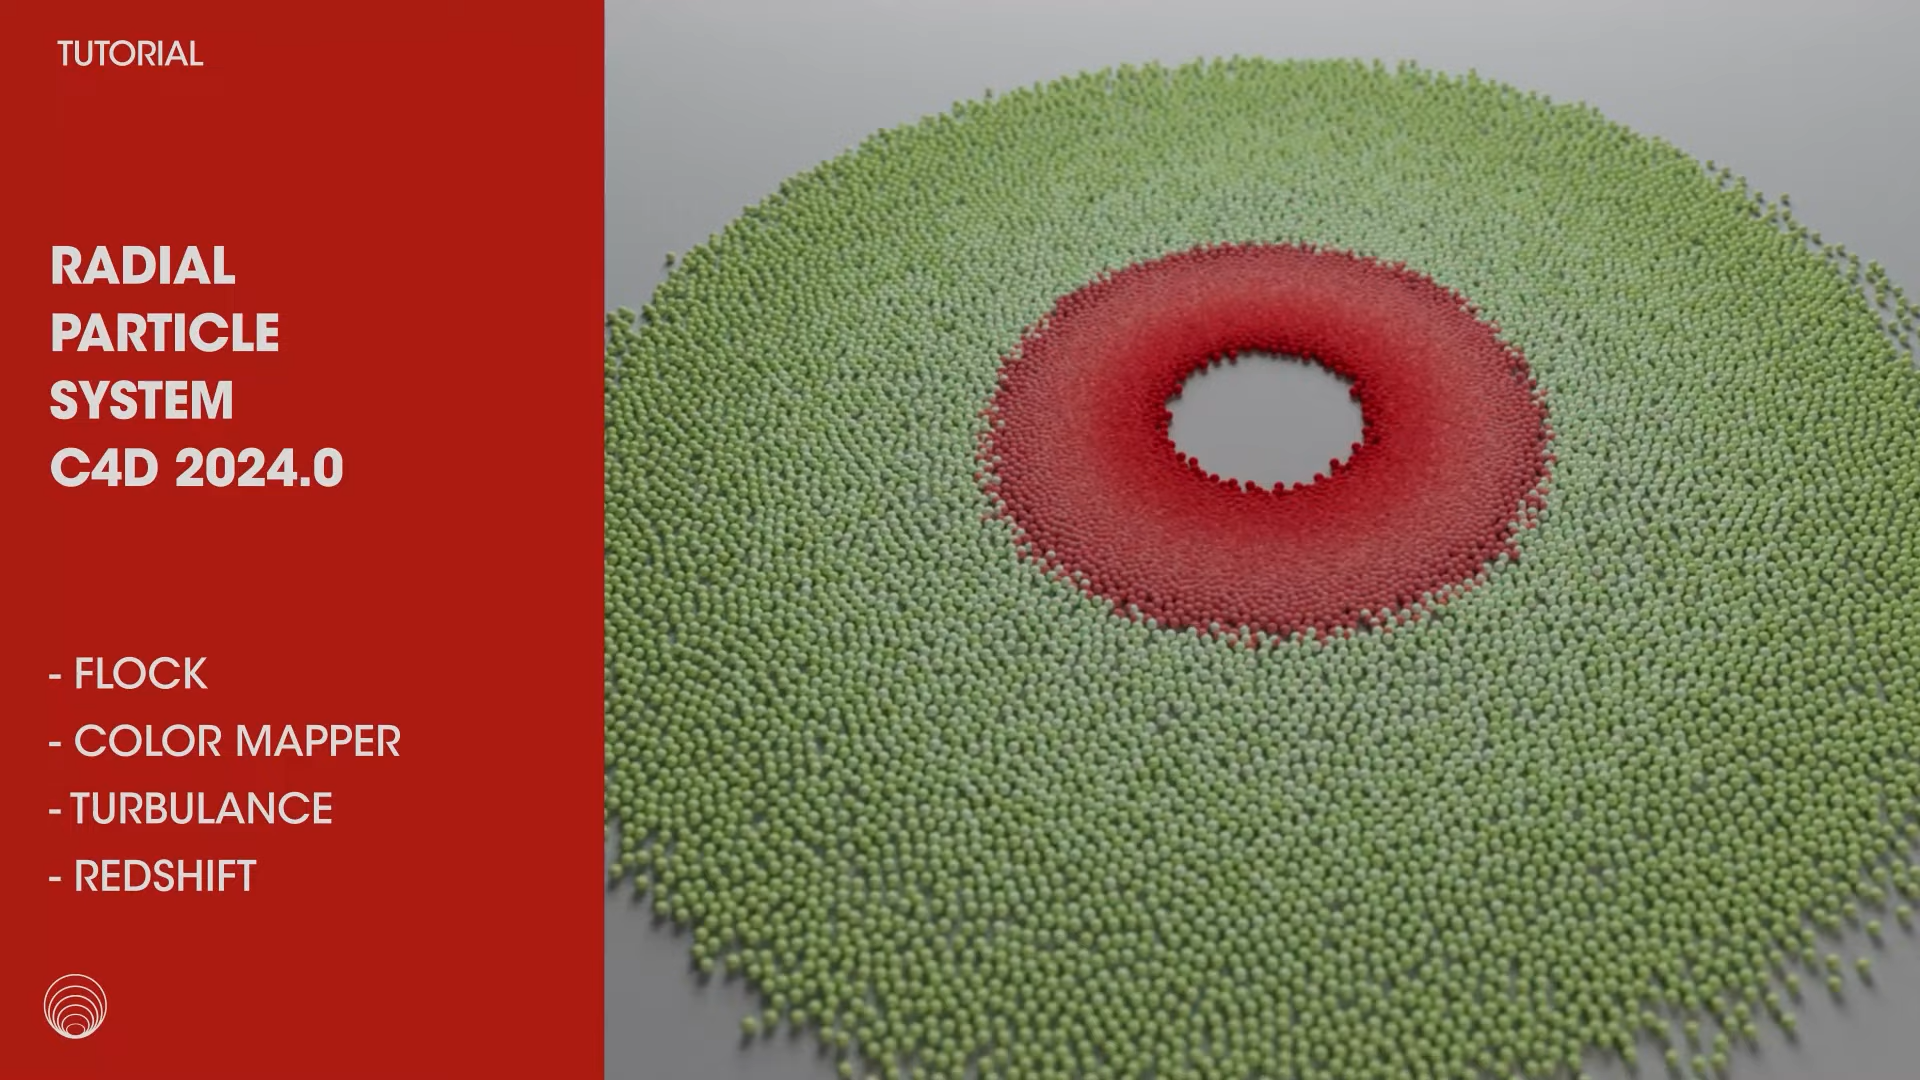 TUTORIAL
RADIAL
PARTICLE
SYSTEM
C4D 2024.0
- FLOCK
- COLOR MAPPER
- TURBULANCE
- REDSHIFT